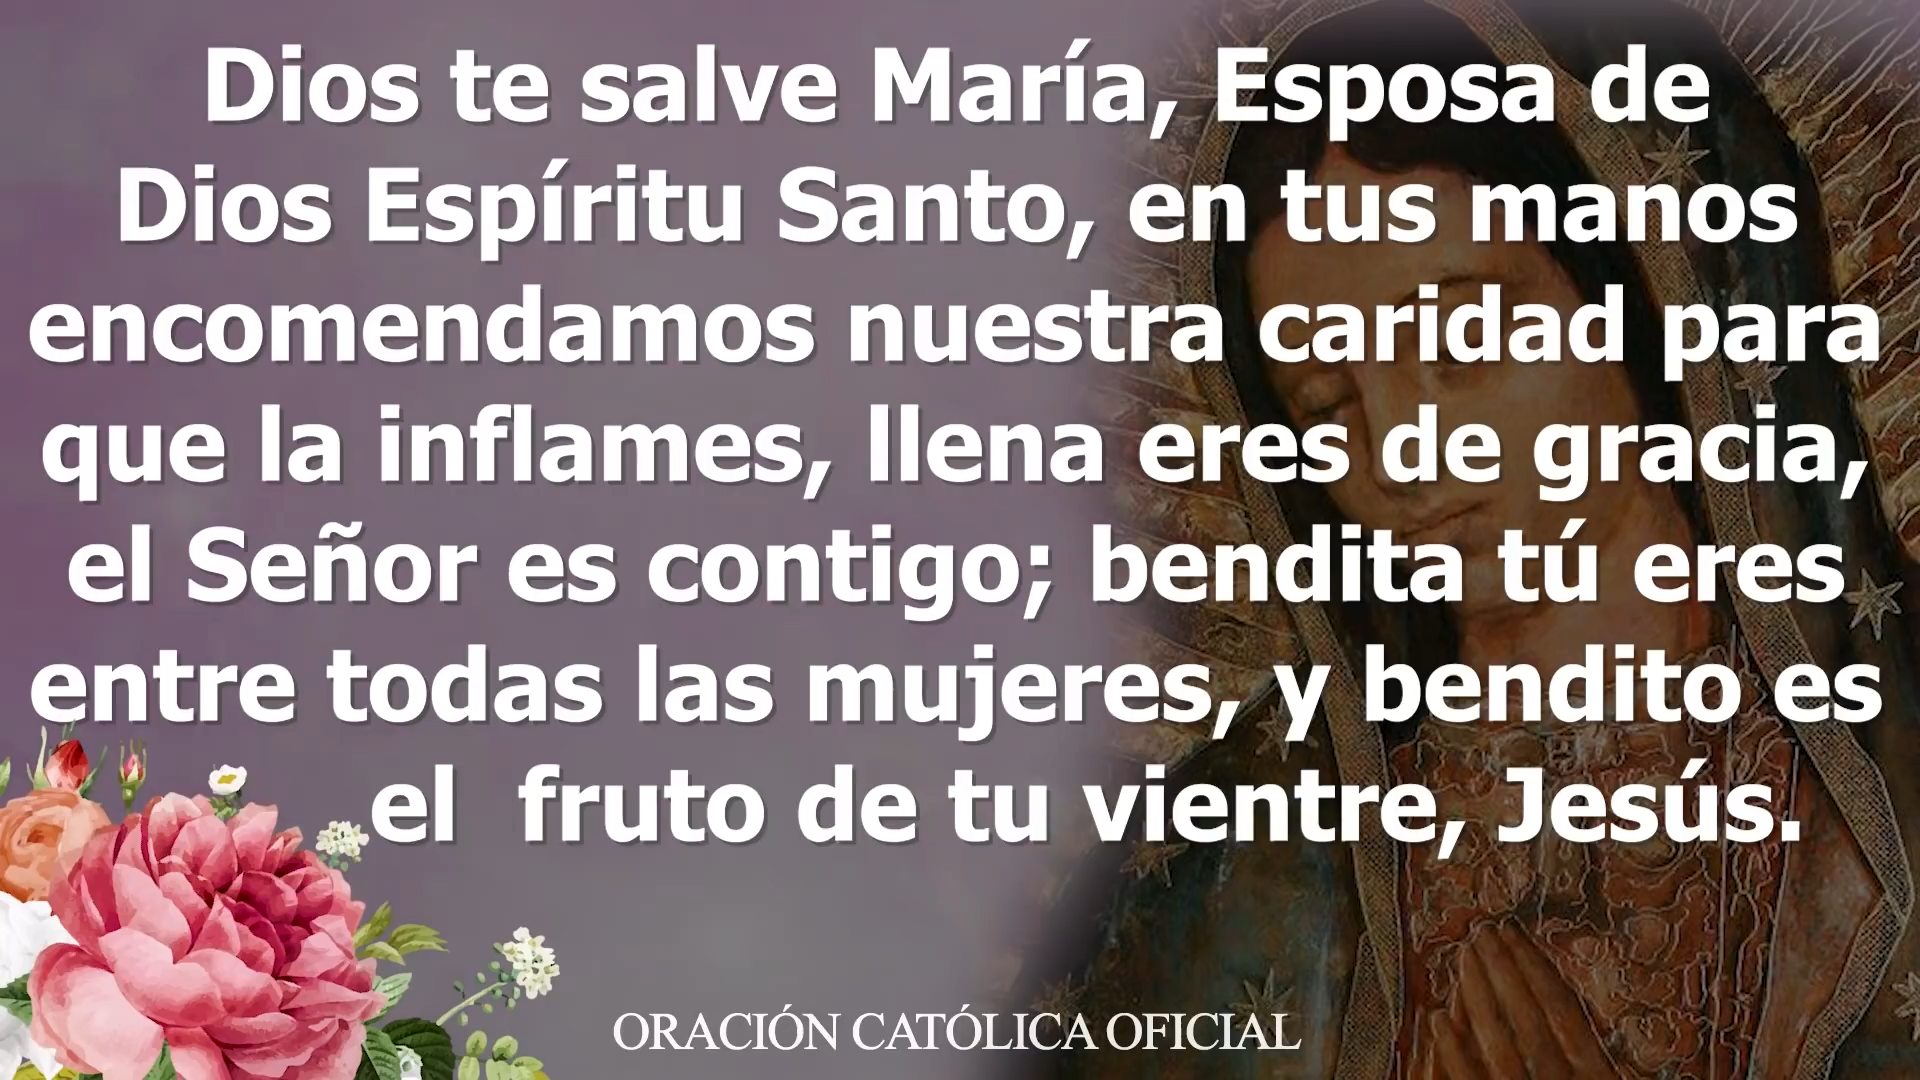 Dios te salve María, Esposa de
Dios Espíritu Santo, en tus manos
encomendamos nuestra caridad para
que la inflames, llena eres de gracia,
el Señor es contigo; bendita tú eres
entre todas las mujeres, y bendito es
el fruto de tu vientre, Jesús.
ORACIÓN CATÓLICA OFICIAL